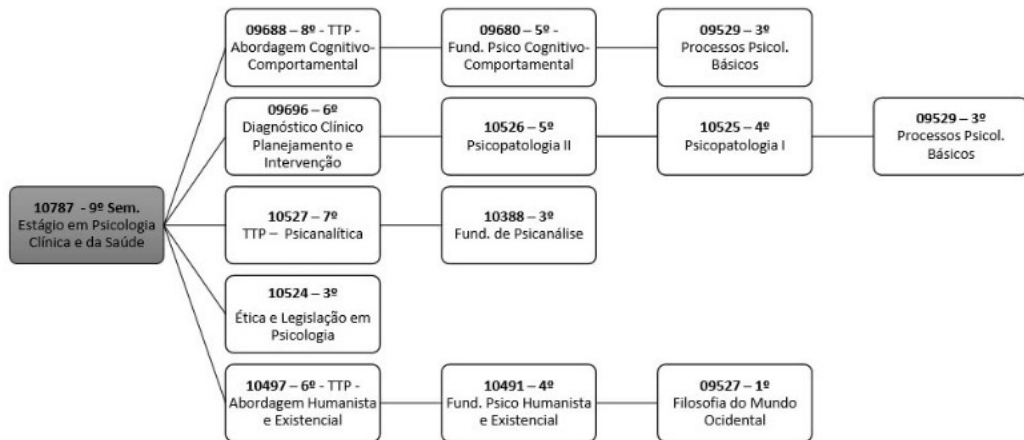 09688 – 8º - TTP -
Abordagem Cognitivo-
Comportamental
09680 – 5º -
Fund. Psico Cognitivo-
Comportamental
09529 – 3º
Processos Psicol.
Básicos
09696 – 6º
Diagnóstico Clínico
Planejamento e
Intervenção
10526 – 5º
Psicopatologia II
10525 – 4º
Psicopatologia I
09529 – 3º
Processos Psicol.
Básicos
10787 - 9º Sem.
Estágio em Psicologia
Clínica e da Saúde
10527 – 7º
TTP – Psicanalítica
10388 – 3º
Fund. de Psicanálise
10524 – 3º
Ética e Legislação em
Psicologia
10497 – 6º - TTP -
Abordagem Humanista
e Existencial
10491 – 4º
Fund. Psico Humanista
e Existencial
09527 – 1º
Filosofia do Mundo
Ocidental